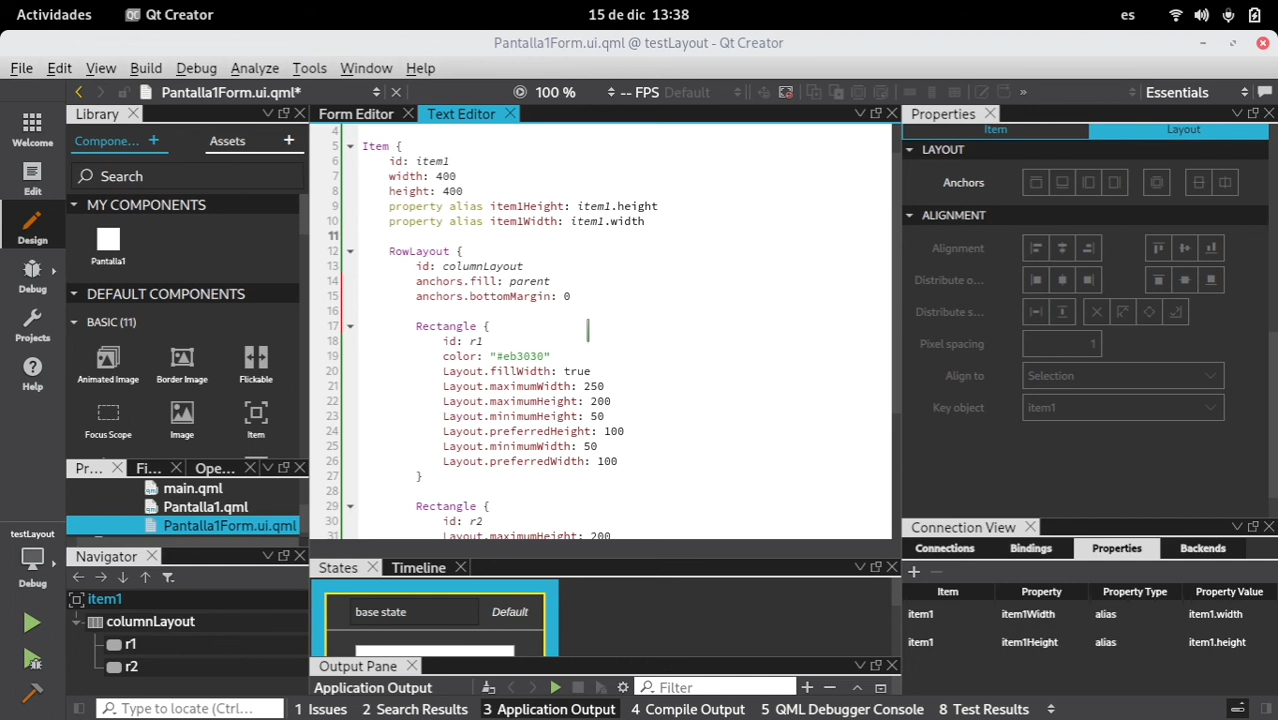 Actividades
Qt Creator
15 de dic 13:38
es
Pantalla1Form.ui.qml @ testLayout - Qt Creator
File Edit View Build Debug Analyze Tools Window Help
Pantalla1Form.ui.qml*
100 %
-- FPS
Default
»
Essentials
Welcome
Edit
Design
Debug
Projects
Help
testLayout
Debug
Library
Compone...
Assets
Search
MY COMPONENTS
Pantalla1
DEFAULT COMPONENTS
BASIC (11)
Animated Image
Border Image
Flickable
Focus Scope
Image
Item
Pr...
Fi...
Ope...
main.qml
Pantalla1.qml
Pantalla1Form.ui.qml
Navigator
item1
columnLayout
r1
r2
Form Editor
Text Editor
4
5 Item {
6 id: item1
7 width: 400
8 height: 400
9 property alias item1Height: item1.height
10 property alias item1Width: item1.width
11
12 RowLayout {
13 id: columnLayout
14 anchors.fill: parent
15 anchors.bottomMargin: 0
16
17 Rectangle {
18 id: r1
19 color: "#eb3030"
20 Layout.fillWidth: true
21 Layout.maximumWidth: 250
22 Layout.maximumHeight: 200
23 Layout.minimumHeight: 50
24 Layout.preferredHeight: 100
25 Layout.minimumWidth: 50
26 Layout.preferredWidth: 100
27 }
28
29 Rectangle {
30 id: r2
31 Layout.maximumHeight: 200
States
Timeline
base state
Default
Output Pane
Application Output
Filter
Properties
Item
Layout
LAYOUT
Anchors
ALIGNMENT
Alignment
Distribute o...
Distribute s...
Pixel spacing
1
Align to
Selection
Key object
item1
Connection View
Connections Bindings Properties Backends
Item Property Property Type Property Value
item1 item1Width alias item1.width
item1 item1Height alias item1.height
Type to locate (Ctrl...
1 Issues
2 Search Results
3 Application Output
4 Compile Output
5 QML Debugger Console
8 Test Results